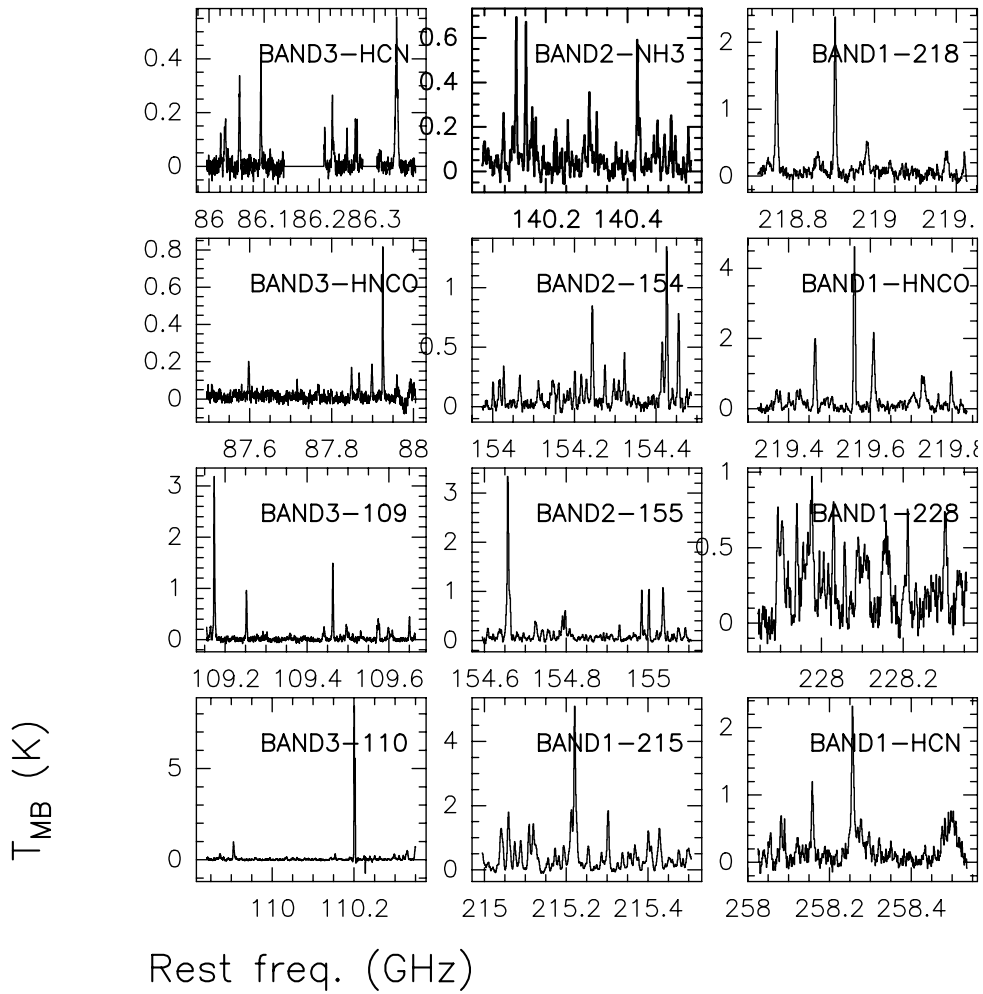 BAND3-HCN BAND2-NH3 BAND1-218
0.4 0.2 0
0.6 0.4 0.2 0
2 1 0
86 86.1 86.2 86.3
140.2 140.4
218.8 219 219.
BAND3-HNCO BAND2-154 BAND1-HNCO
0.8 0.6 0.4 0.2 0
1 0.5 0
4 2 0
87.6 87.8 88
154 154.2 154.4
219.4 219.6 219.8
BAND3-109 BAND2-155 BAND1-228
3 2 1 0
3 2 1 0
1 0.5 0
109.2 109.4 109.6
154.6 154.8 155
228 228.2
BAND3-110 BAND1-215 BAND1-HCN
5 0
4 2 0
2 1 0
110 110.2
215 215.2 215.4
258 258.2 258.4
T_MB (K)
Rest freq. (GHz)